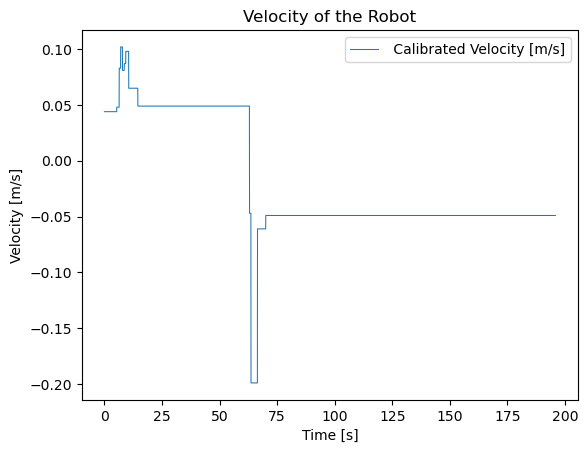 Velocity of the Robot
Calibrated Velocity [m/s]
0.10
0.05
0.00
−0.05
−0.10
−0.15
−0.20
Velocity [m/s]
0 25 50 75 100 125 150 175 200
Time [s]